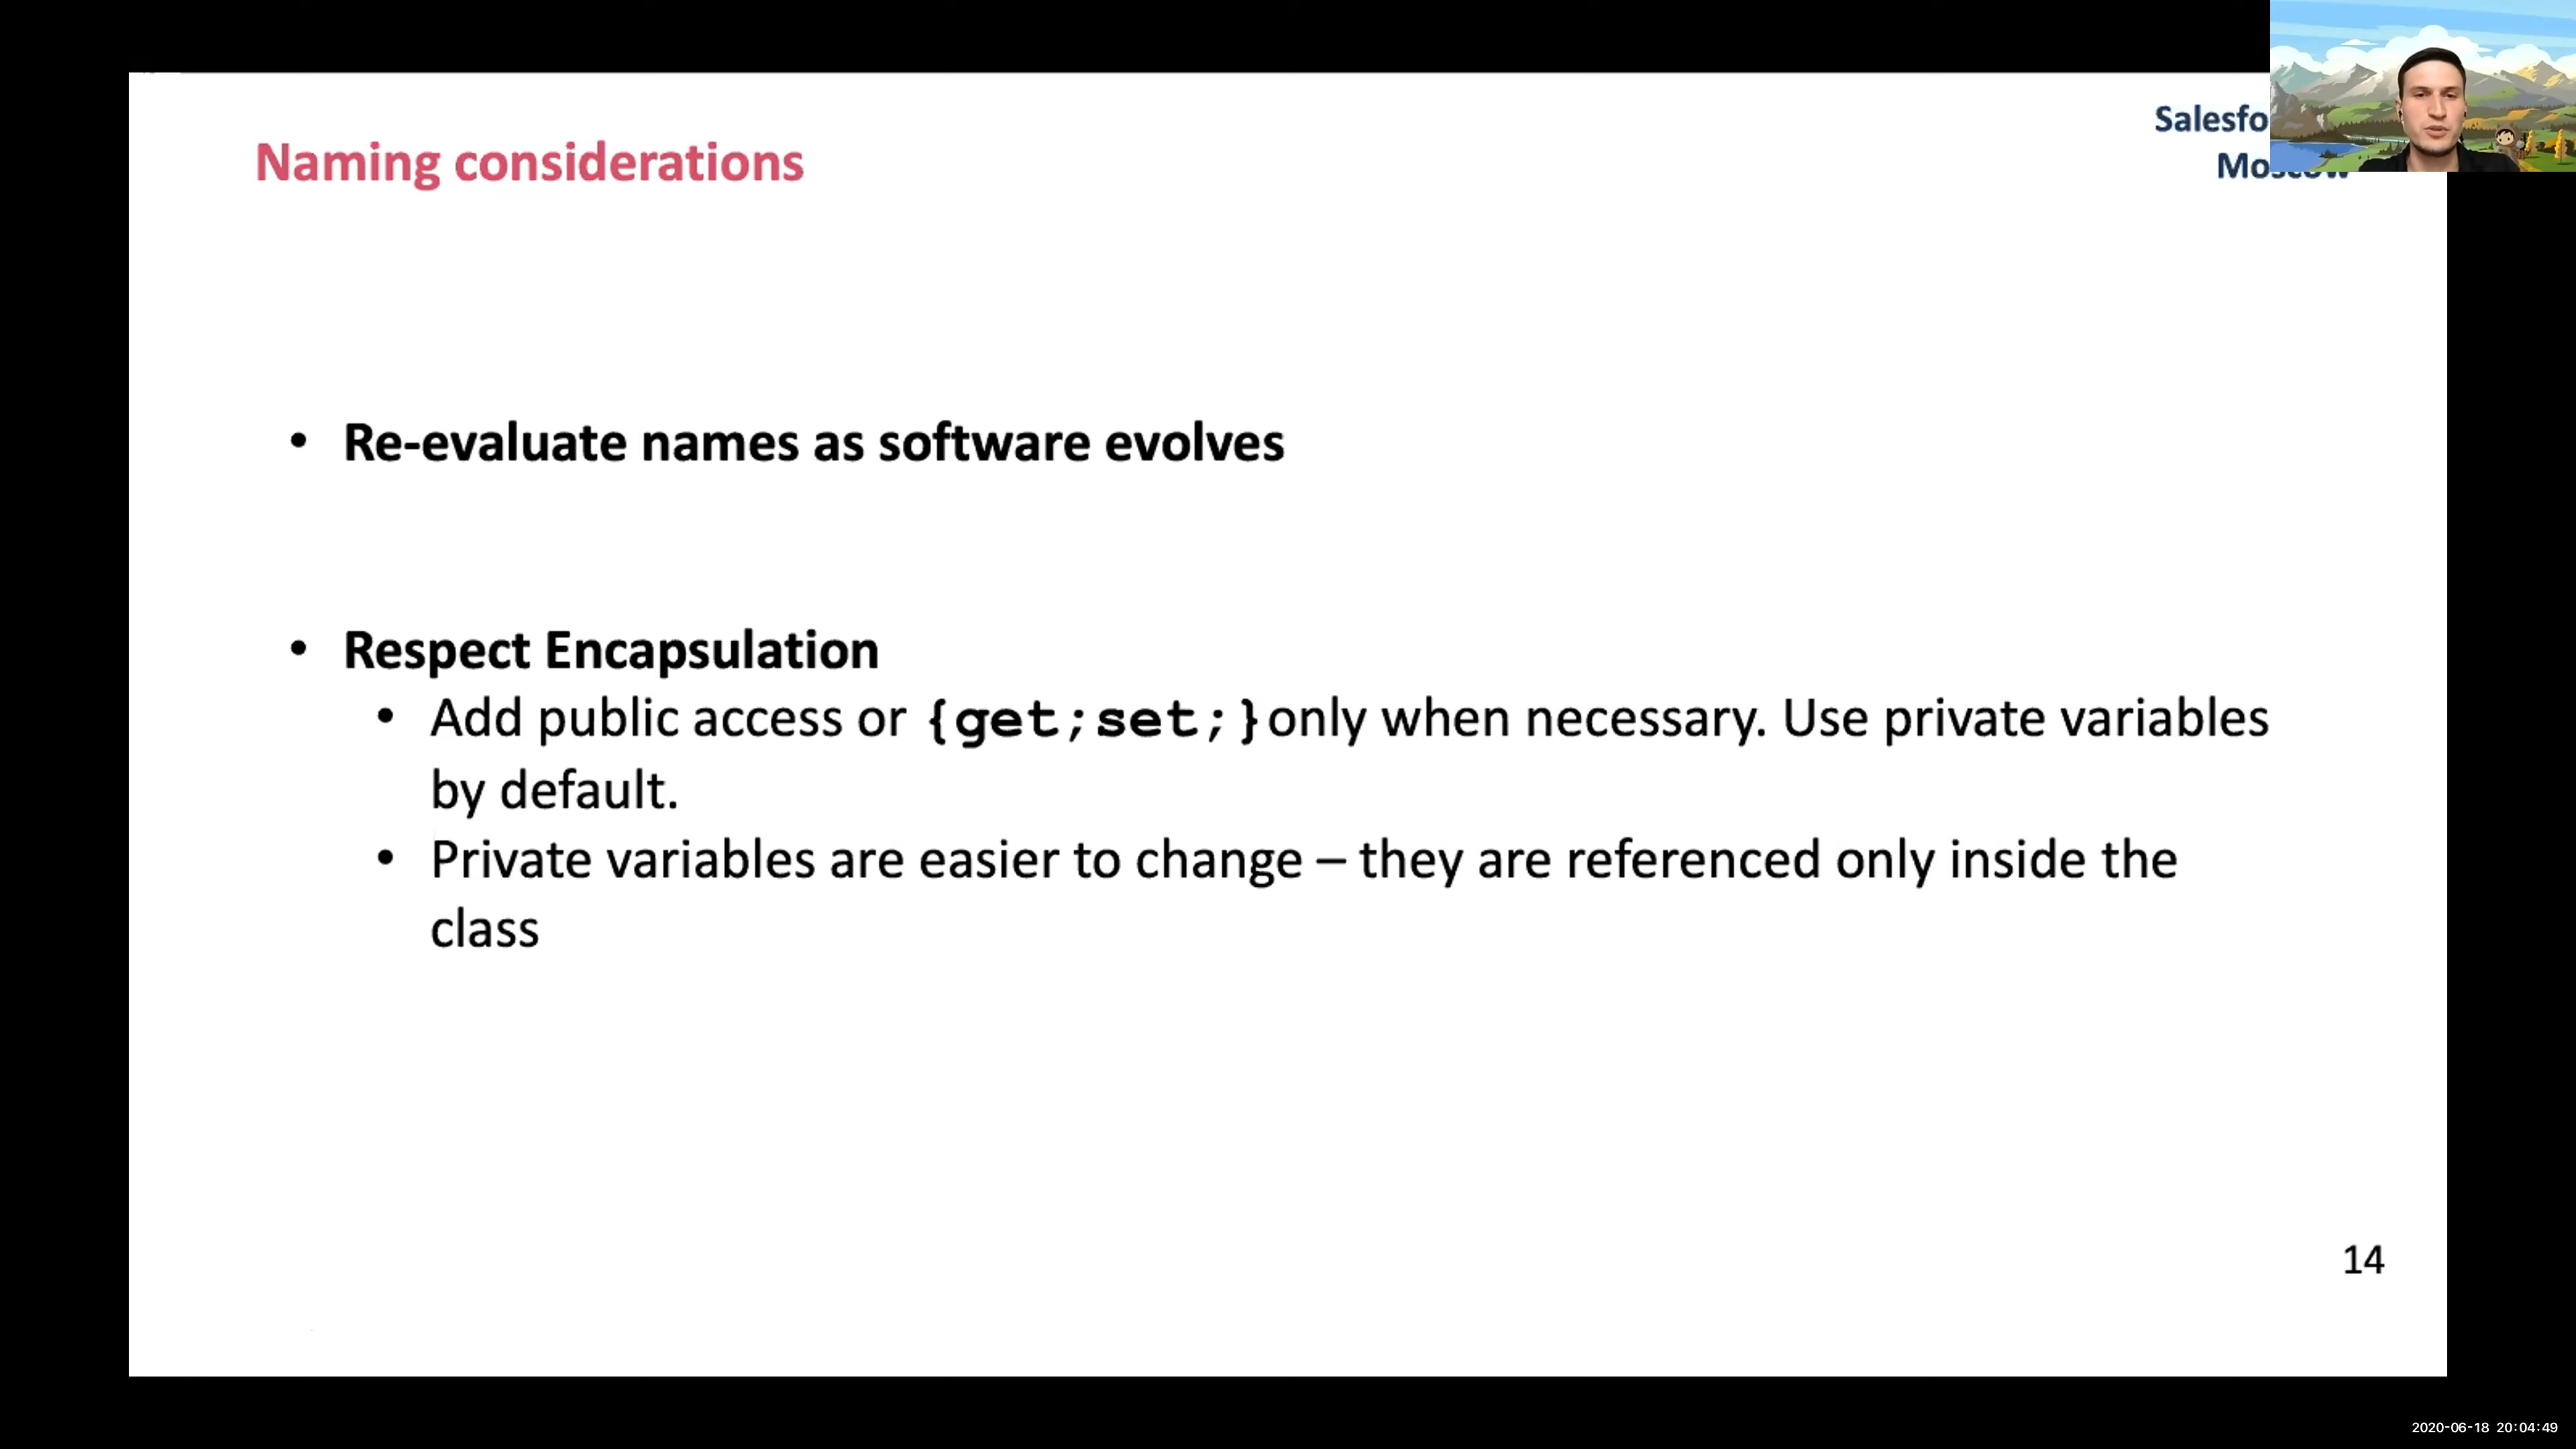 Naming considerations
Salesfo
Moscow
• Re-evaluate names as software evolves
• Respect Encapsulation
• Add public access or {get;set;}only when necessary. Use private variables
by default.
• Private variables are easier to change – they are referenced only inside the
class
14
2020-06-18 20:04:49